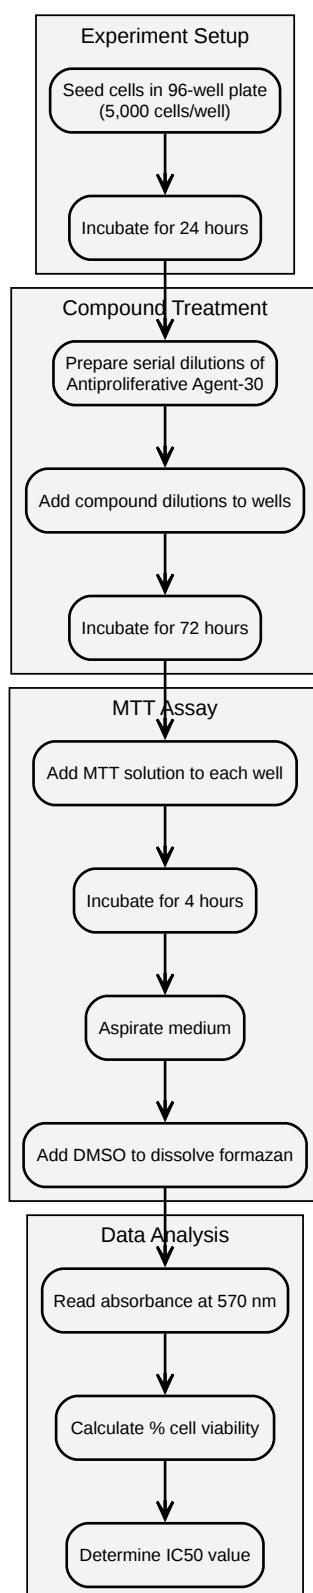 Experiment Setup
Seed cells in 96-well plate
(5,000 cells/well)
Incubate for 24 hours
Compound Treatment
Prepare serial dilutions of
Antiproliferative Agent-30
Add compound dilutions to wells
Incubate for 72 hours
MTT Assay
Add MTT solution to each well
Incubate for 4 hours
Aspirate medium
Add DMSO to dissolve formazan
Data Analysis
Read absorbance at 570 nm
Calculate % cell viability
Determine IC50 value